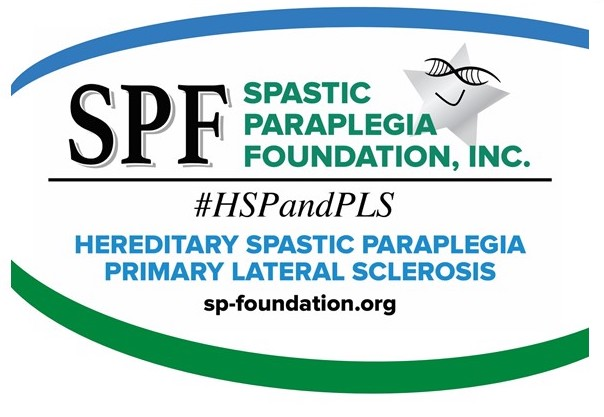 SPF
SPASTIC
PARAPLEGIA
FOUNDATION, INC.
#HSPandPLS
HEREDITARY SPASTIC PARAPLEGIA
PRIMARY LATERAL SCLEROSIS
sp-foundation.org